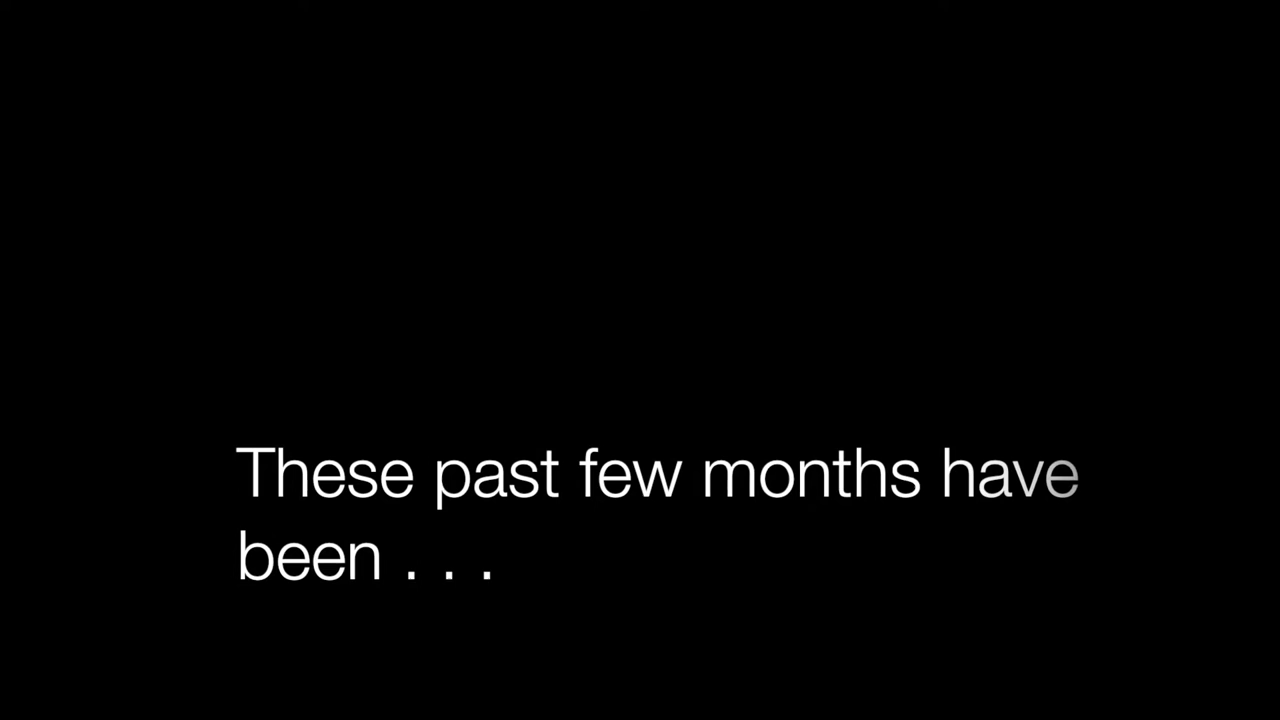 These past few months have
been . . .